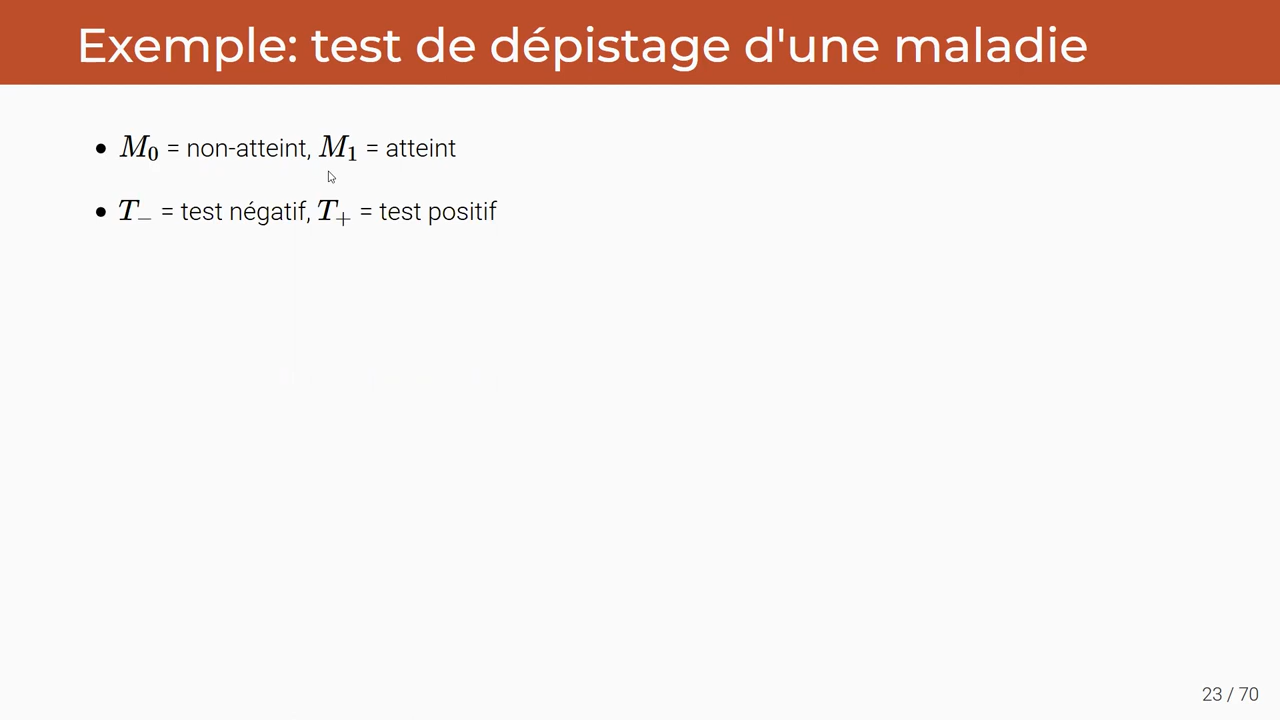 Exemple: test de dépistage d'une maladie
• M₀ = non-atteint, M₁ = atteint
• T₋ = test négatif, T₊ = test positif
23 / 70